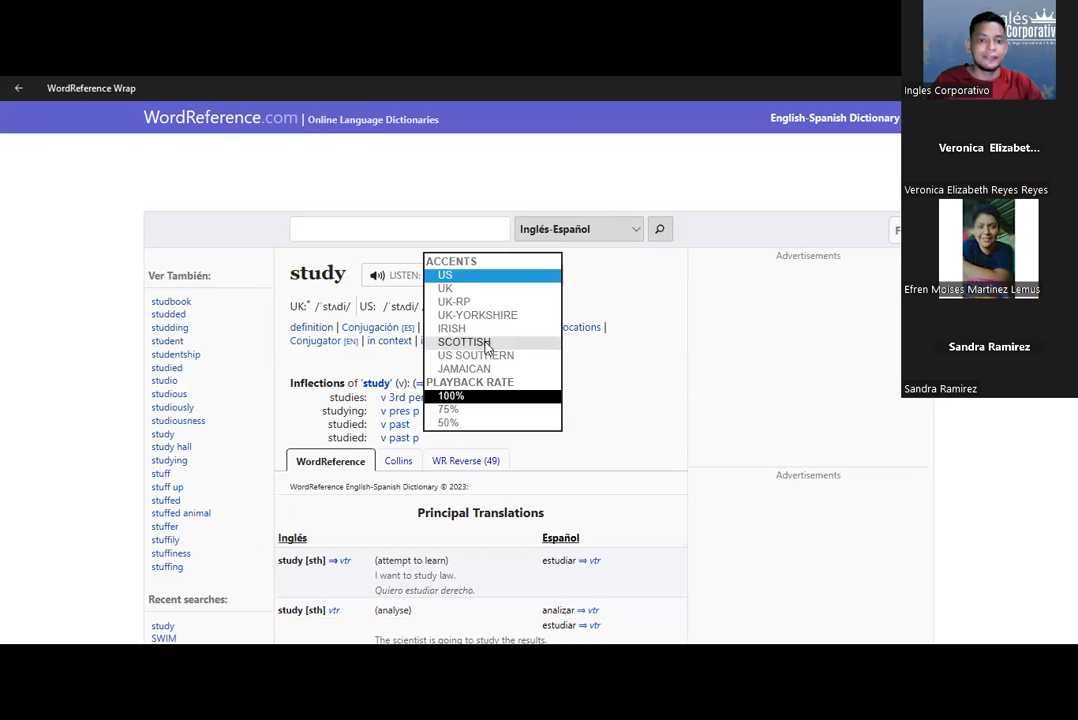 WordReference Wrap
WordReference.com | Online Language Dictionaries
English-Spanish Dictionary
Inglés-Español
Ver También:
studbook
studded
studding
student
studentship
studied
studio
studious
studiously
studiousness
study
study hall
studying
stuff
stuff up
stuffed
stuffed animal
stuffer
stuffily
stuffiness
stuffing
Recent searches:
study
SWIM
study
LISTEN:
UK:* /ˈstʌdi/ US: /ˈstʌdi/
definition | Conjugación [ES]
ocations |
Conjugator [EN] | in context |
ACCENTS
US
UK
UK-RP
UK-YORKSHIRE
IRISH
SCOTTISH
US SOUTHERN
JAMAICAN
PLAYBACK RATE
100%
75%
50%
Inflections of 'study' (v):
studies: v 3rd per
studying: v pres p
studied: v past
studied: v past p
WordReference
Collins
WR Reverse (49)
WordReference English-Spanish Dictionary © 2023:
Principal Translations
Inglés Español
study [sth] ⇒ vtr (attempt to learn) estudiar ⇒ vtr
I want to study law.
Quiero estudiar derecho.
study [sth] vtr (analyse) analizar ⇒ vtr
estudiar ⇒ vtr
The scientist is going to study the results.
Advertisements
Advertisements
Inglés
Corporativ
Ingles Corporativo
Veronica Elizabet...
Veronica Elizabeth Reyes Reyes
Efren Moises Martinez Lemus
Sandra Ramirez
Sandra Ramirez